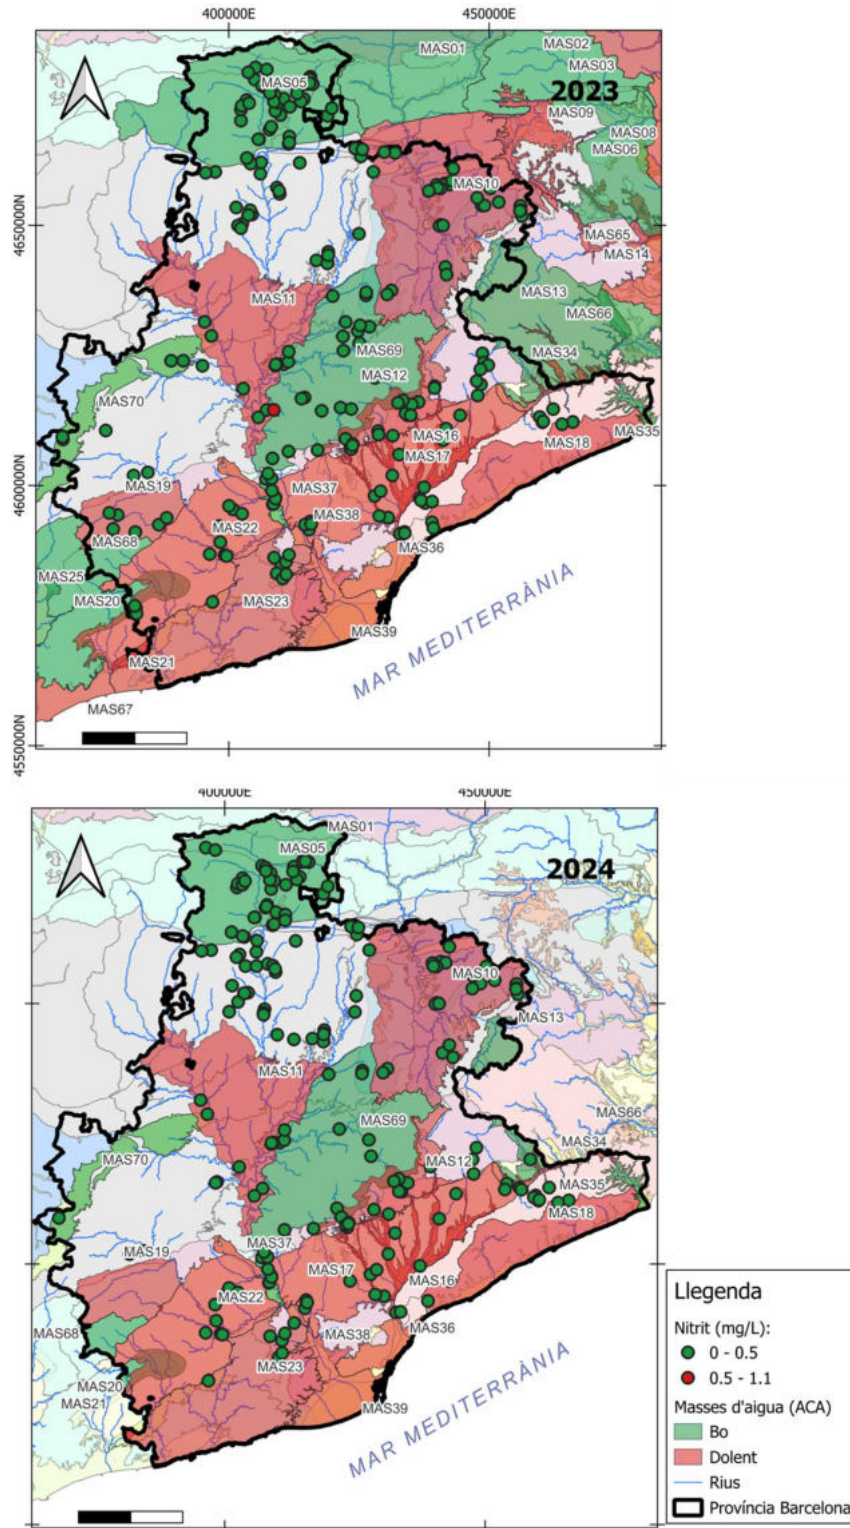 400000E 450000E
MAS01
MAS02
MAS03
MAS05
2023
MAS09
MAS08
MAS06
MAS10
4650000N
MAS65
MAS14
MAS11
MAS13
MAS66
MAS69
MAS34
MAS12
MAS70
MAS16
MAS18
MAS35
MAS17
MAS19
4600000N
MAS37
MAS22
MAS38
MAS68
MAS36
MAS25
MAS20
MAS23
MAS39
MAR MEDITERRÀNIA
MAS21
MAS67
4550000N
400000E 450000E
MAS01
MAS05
2024
MAS10
MAS13
MAS11
MAS66
MAS69
MAS34
MAS70
MAS12
MAS35
MAS18
MAS37
MAS19
MAS17
MAS16
MAS22
MAS36
MAS68
MAS38
MAS23
MAS20
MAS21
MAS39
MAR MEDITERRÀNIA
Llegenda
Nitrit (mg/L):
0 - 0.5
0.5 - 1.1
Masses d'aigua (ACA)
Bo
Dolent
Rius
Província Barcelona